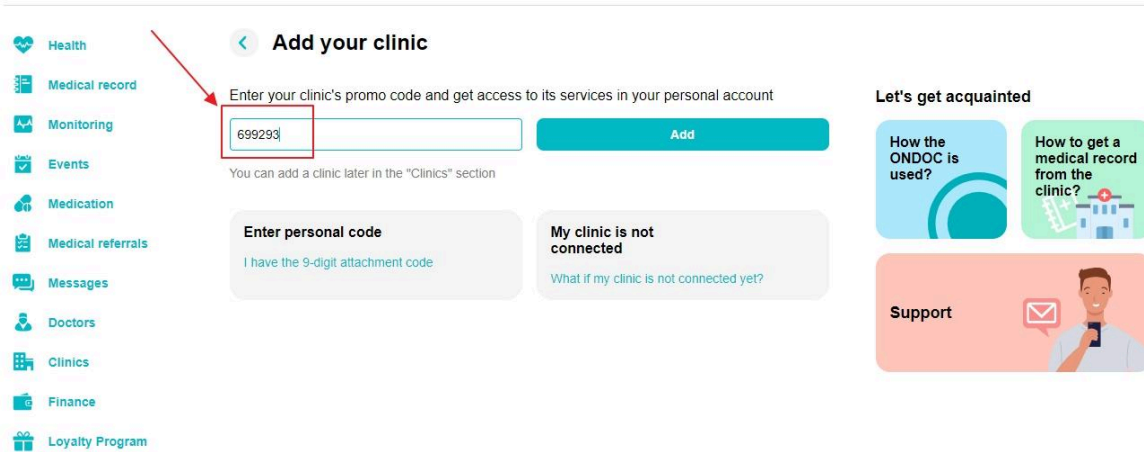 Health
Medical record
Monitoring
Events
Medication
Medical referrals
Messages
Doctors
Clinics
Finance
Loyalty Program
Add your clinic
Enter your clinic's promo code and get access to its services in your personal account
699293
Add
You can add a clinic later in the "Clinics" section
Enter personal code
I have the 9-digit attachment code
My clinic is not
connected
What if my clinic is not connected yet?
Let's get acquainted
How the
ONDOC is
used?
How to get a
medical record
from the
clinic?
Support